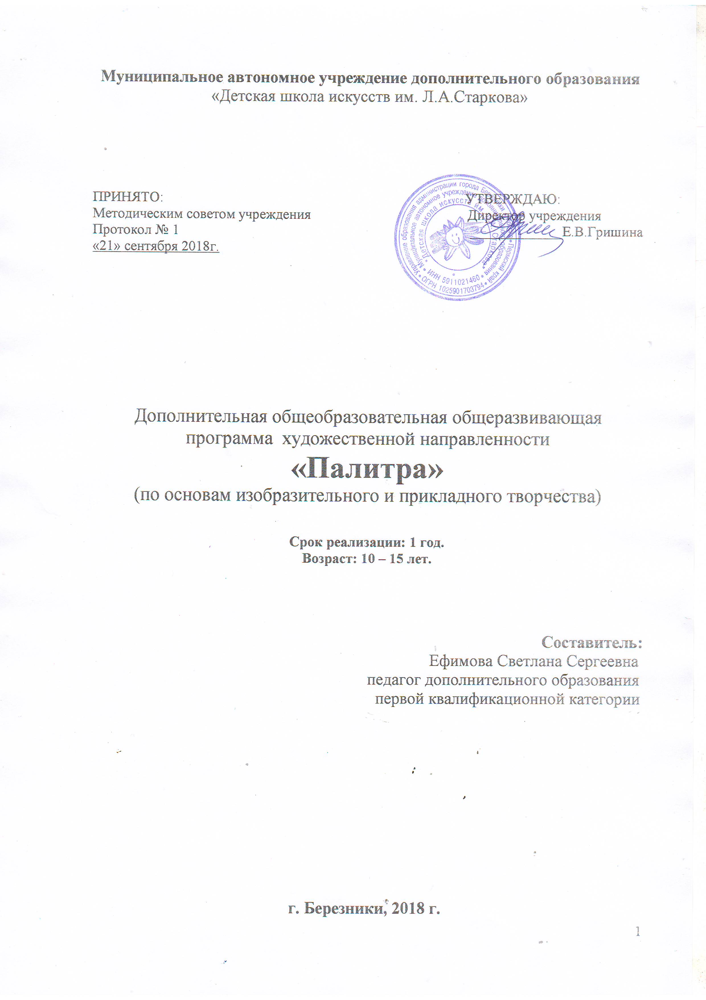 Муниципальное автономное учреждение дополнительного образования
«Детская школа искусств им. Л.А.Старкова»
ПРИНЯТО:
Методическим советом учреждения
Протокол № 1
«21» сентября 2018г.
УТВЕРЖДАЮ:
Директор учреждения
Е.В.Гришина
Управление образования администрации города Березники • Пермский край • ОГРН 1025901703794 •
Муниципальное автономное учреждение дополнительного образования • ИНН 5911021460 •
"Детская школа искусств им. Старкова"
Дополнительная общеобразовательная общеразвивающая
программа художественной направленности
«Палитра»
(по основам изобразительного и прикладного творчества)
Срок реализации: 1 год.
Возраст: 10 – 15 лет.
Составитель:
Ефимова Светлана Сергеевна
педагог дополнительного образования
первой квалификационной категории
г. Березники, 2018 г.
1